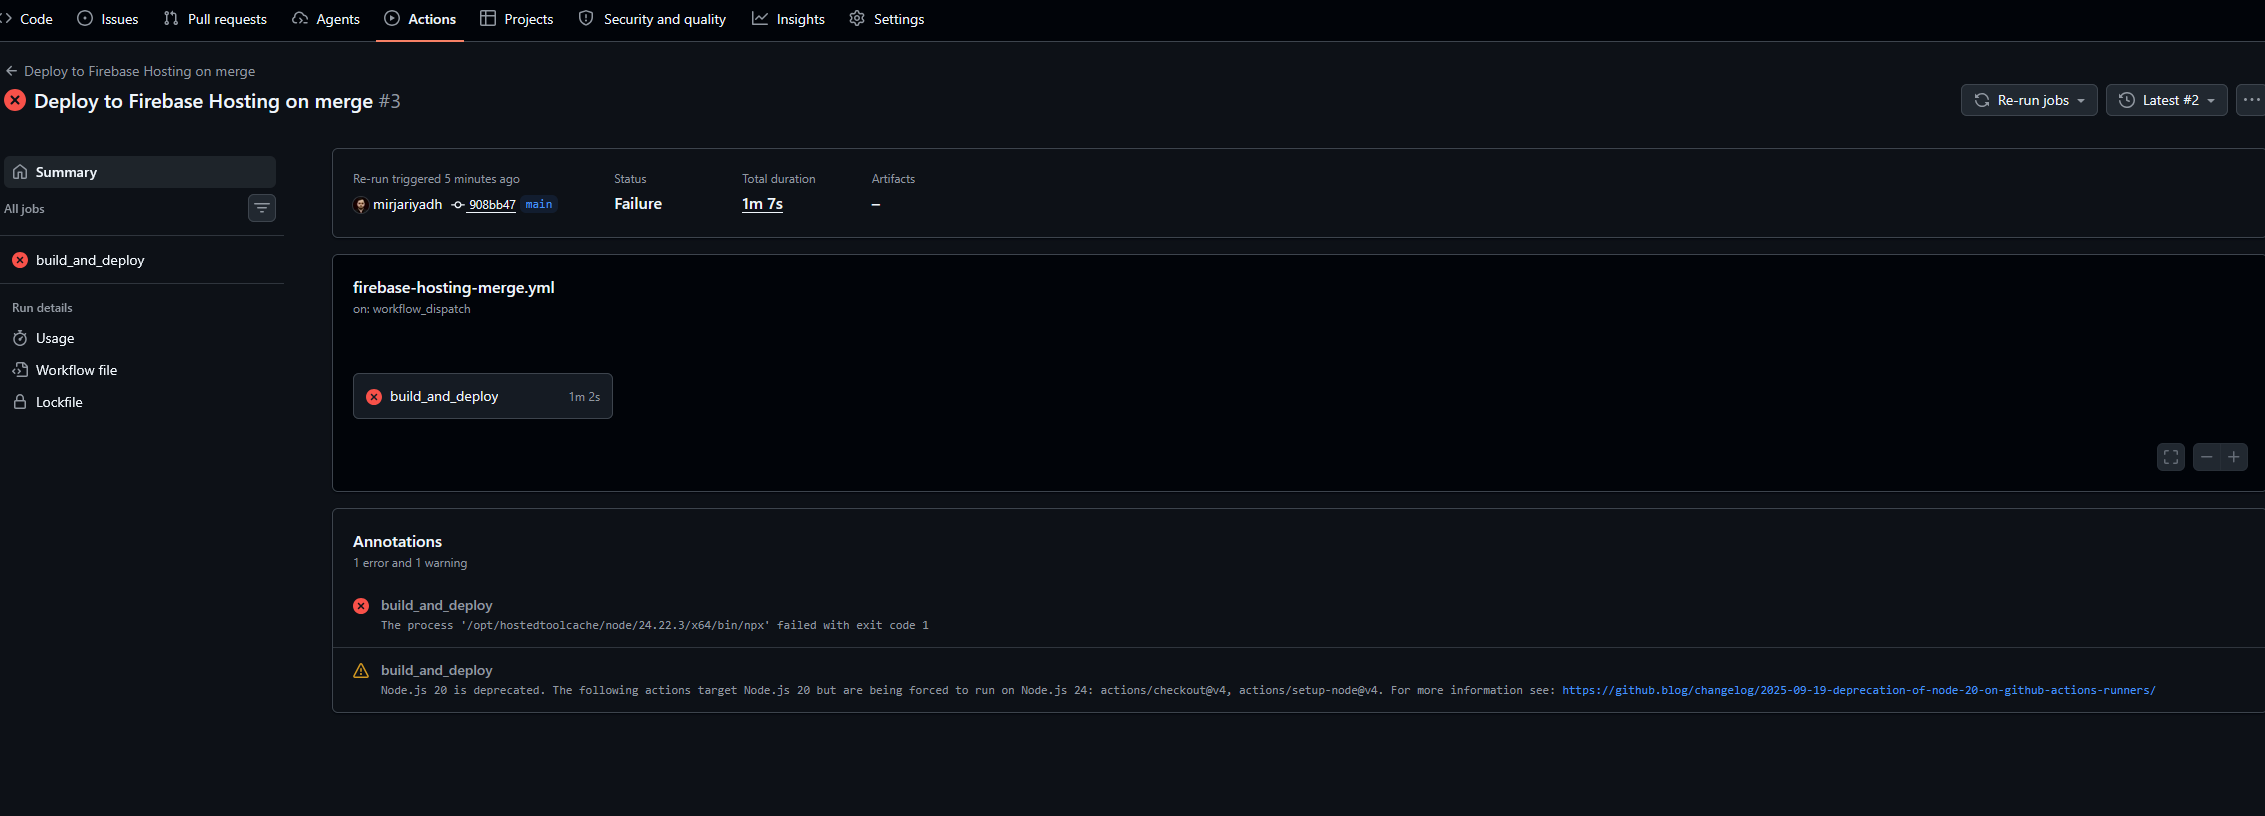 Code Issues Pull requests Agents Actions Projects Security and quality Insights Settings
Deploy to Firebase Hosting on merge
Deploy to Firebase Hosting on merge #3
Re-run jobs
Latest #2
Summary
All jobs
build_and_deploy
Run details
Usage
Workflow file
Lockfile
Re-run triggered 5 minutes ago
mirjariyadh 908bb47 main
Status
Failure
Total duration
1m 7s
Artifacts
–
firebase-hosting-merge.yml
on: workflow_dispatch
build_and_deploy 1m 2s
Annotations
1 error and 1 warning
build_and_deploy
The process '/opt/hostedtoolcache/node/24.22.3/x64/bin/npx' failed with exit code 1
build_and_deploy
Node.js 20 is deprecated. The following actions target Node.js 20 but are being forced to run on Node.js 24: actions/checkout@v4, actions/setup-node@v4. For more information see: https://github.blog/changelog/2025-09-19-deprecation-of-node-20-on-github-actions-runners/